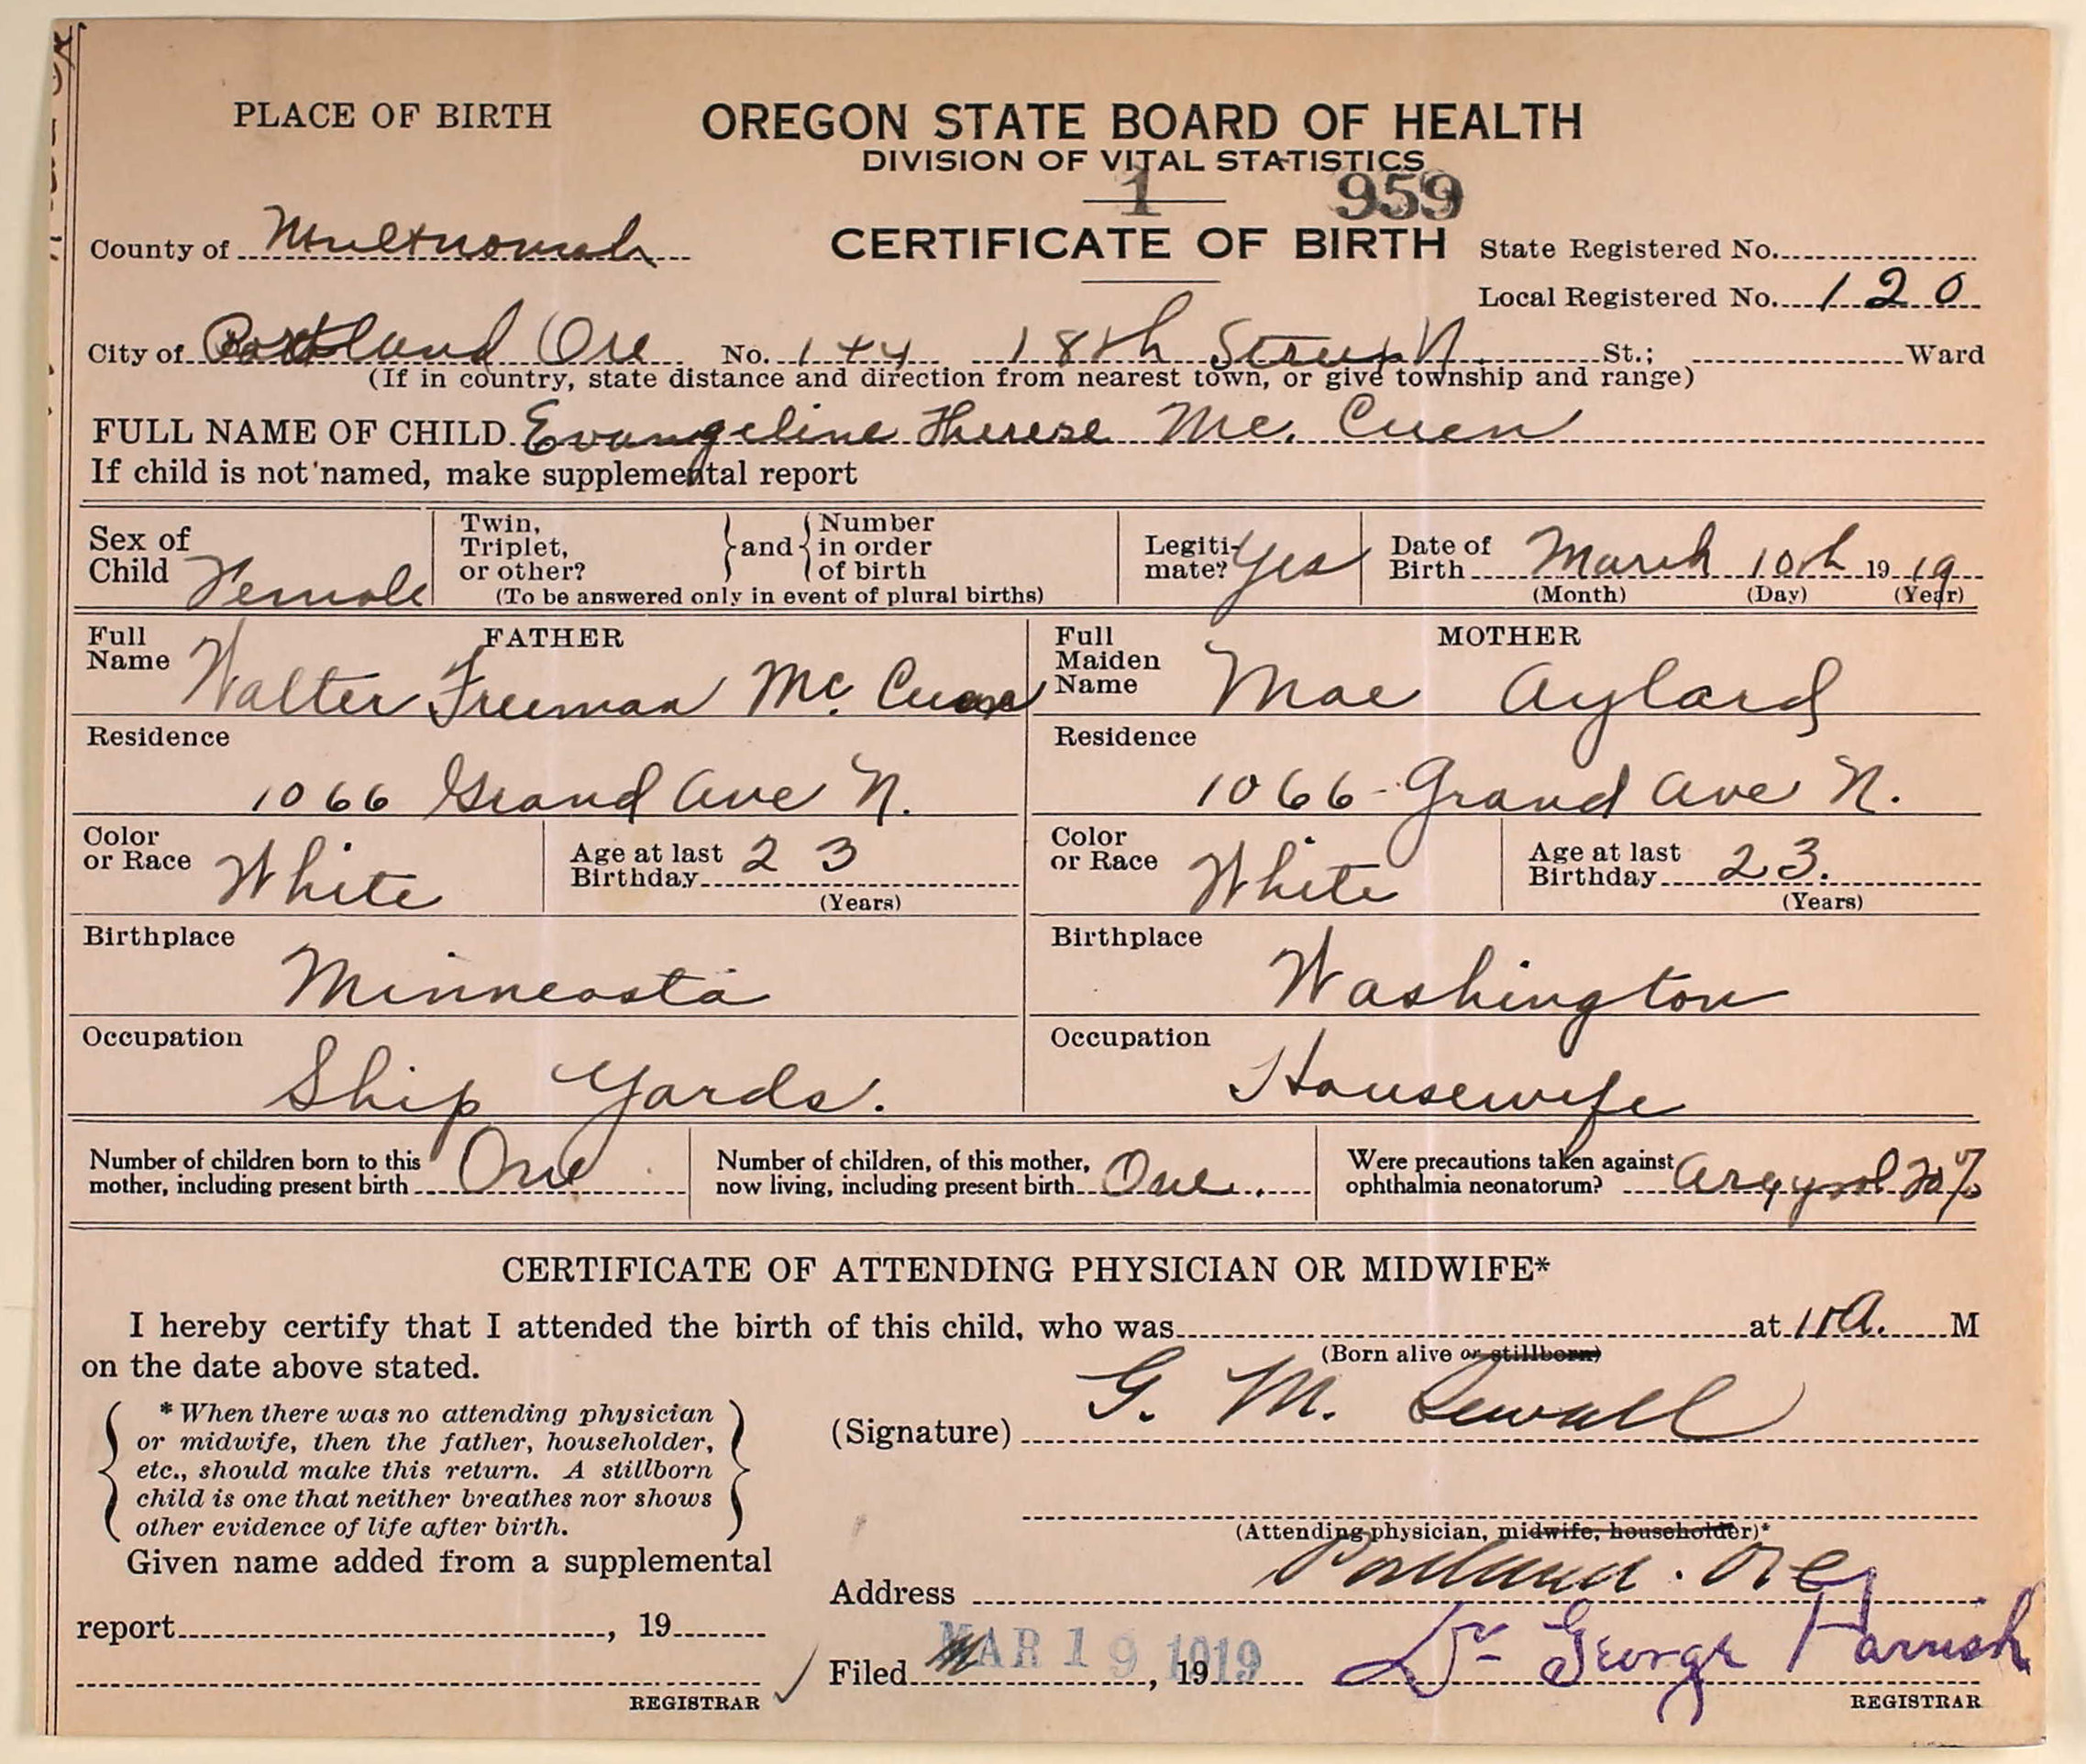 PLACE OF BIRTH
OREGON STATE BOARD OF HEALTH
DIVISION OF VITAL STATISTICS
1 959
County of Multnomah
CERTIFICATE OF BIRTH
State Registered No.
Local Registered No. 120
City of Portland Ore No. 144 18th Street N. St.; Ward
(If in country, state distance and direction from nearest town, or give township and range)
FULL NAME OF CHILD Evangeline Therese Mc. Cuen
If child is not named, make supplemental report
Sex of Child Female
Twin, Triplet, or other? and Number in order of birth
(To be answered only in event of plural births)
Legitimate? Yes
Date of Birth March 10th 1919
(Month) (Day) (Year)
FATHER
Full Name Walter Freeman Mc. Cuen
MOTHER
Full Maiden Name Mae Aylard
Residence
1066 Grand Ave N.
Residence
1066 Grand Ave N.
Color or Race White
Age at last Birthday 23
(Years)
Color or Race White
Age at last Birthday 23.
(Years)
Birthplace
Minneasta
Birthplace
Washington
Occupation
Ship Yards.
Occupation
Housewife
Number of children born to this mother, including present birth One
Number of children, of this mother, now living, including present birth One.
Were precautions taken against ophthalmia neonatorum? Argyrol 20%
CERTIFICATE OF ATTENDING PHYSICIAN OR MIDWIFE*
I hereby certify that I attended the birth of this child, who was at A. M
(Born alive or stillborn)
on the date above stated.
* When there was no attending physician
or midwife, then the father, householder,
etc., should make this return. A stillborn
child is one that neither breathes nor shows
other evidence of life after birth.
(Signature) G. M. Sewall
(Attending physician, midwife, householder)*
Given name added from a supplemental
report , 19
REGISTRAR
Address Portland. Ore
Filed MAR 19 1919, 19
Dr George Parrish
REGISTRAR